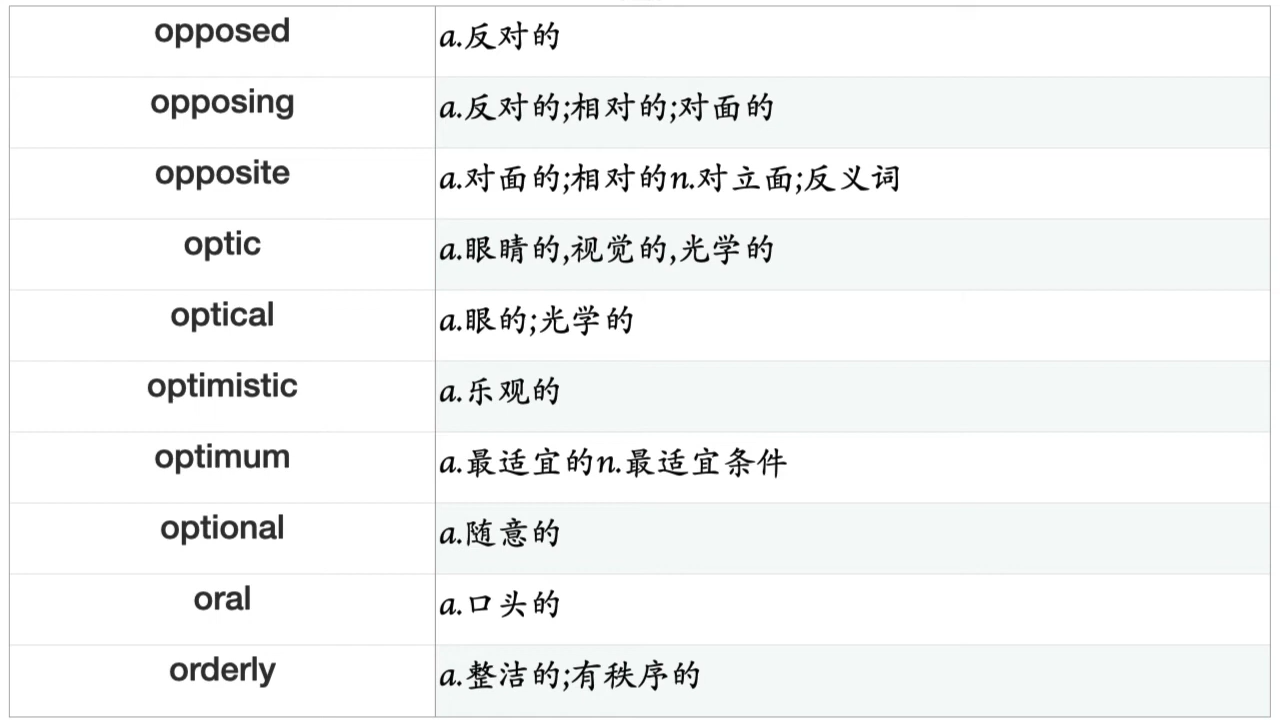 opposed a.反对的
opposing a.反对的;相对的;对面的
opposite a.对面的;相对的n.对立面;反义词
optic a.眼睛的,视觉的,光学的
optical a.眼的;光学的
optimistic a.乐观的
optimum a.最适宜的n.最适宜条件
optional a.随意的
oral a.口头的
orderly a.整洁的;有秩序的